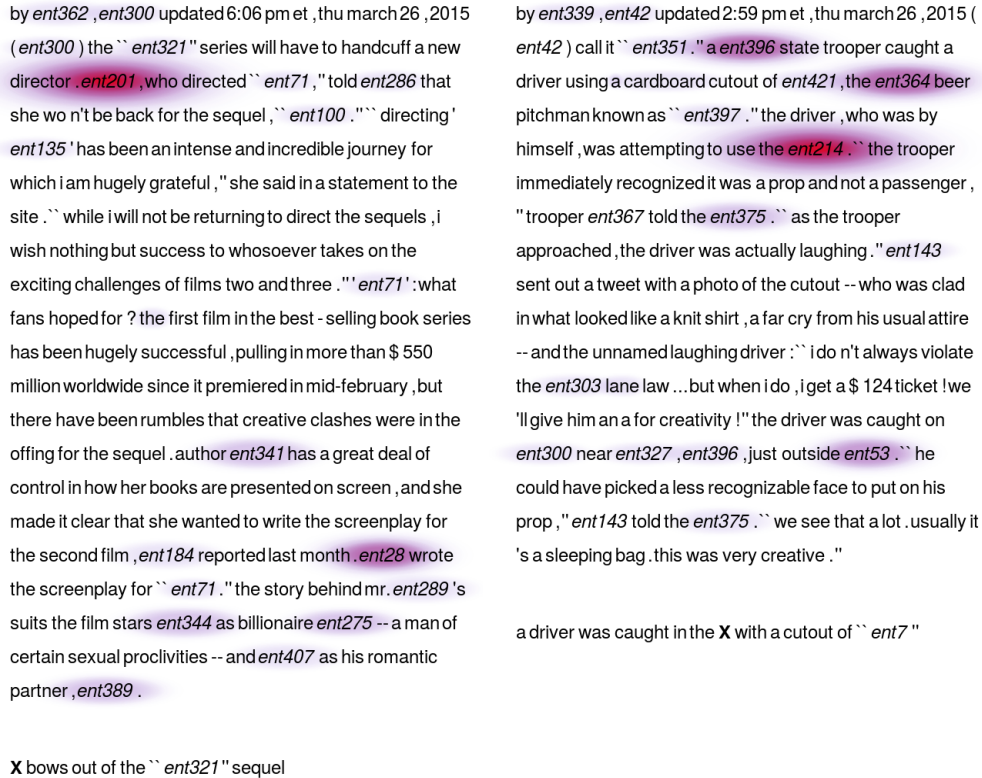 by ent362 ,ent300 updated 6:06 pm et ,thu march 26 ,2015
( ent300 ) the `` ent321 '' series will have to handcuff a new
director .ent201 ,who directed `` ent71 ,'' told ent286 that
she wo n't be back for the sequel ,`` ent100 .'' `` directing '
ent135 ' has been an intense and incredible journey for
which i am hugely grateful ,'' she said in a statement to the
site .`` while i will not be returning to direct the sequels ,i
wish nothing but success to whosoever takes on the
exciting challenges of films two and three .'' ' ent71 ' :what
fans hoped for ? the first film in the best - selling book series
has been hugely successful ,pulling in more than $ 550
million worldwide since it premiered in mid-february ,but
there have been rumbles that creative clashes were in the
offing for the sequel .author ent341 has a great deal of
control in how her books are presented on screen ,and she
made it clear that she wanted to write the screenplay for
the second film ,ent184 reported last month .ent28 wrote
the screenplay for `` ent71 .'' the story behind mr. ent289 's
suits the film stars ent344 as billionaire ent275 -- a man of
certain sexual proclivities -- and ent407 as his romantic
partner ,ent389 .
X bows out of the `` ent321 '' sequel
by ent339 ,ent42 updated 2:59 pm et ,thu march 26 ,2015 (
ent42 ) call it `` ent351 .'' a ent396 state trooper caught a
driver using a cardboard cutout of ent421 ,the ent364 beer
pitchman known as `` ent397 .'' the driver ,who was by
himself ,was attempting to use the ent214 .`` the trooper
immediately recognized it was a prop and not a passenger ,
'' trooper ent367 told the ent375 .`` as the trooper
approached ,the driver was actually laughing .'' ent143
sent out a tweet with a photo of the cutout -- who was clad
in what looked like a knit shirt ,a far cry from his usual attire
-- and the unnamed laughing driver :`` i do n't always violate
the ent303 lane law ... but when i do ,i get a $ 124 ticket !we
'll give him an a for creativity !'' the driver was caught on
ent300 near ent327 ,ent396 ,just outside ent53 .`` he
could have picked a less recognizable face to put on his
prop ,'' ent143 told the ent375 .`` we see that a lot .usually it
's a sleeping bag .this was very creative .''
a driver was caught in the X with a cutout of `` ent7 ''